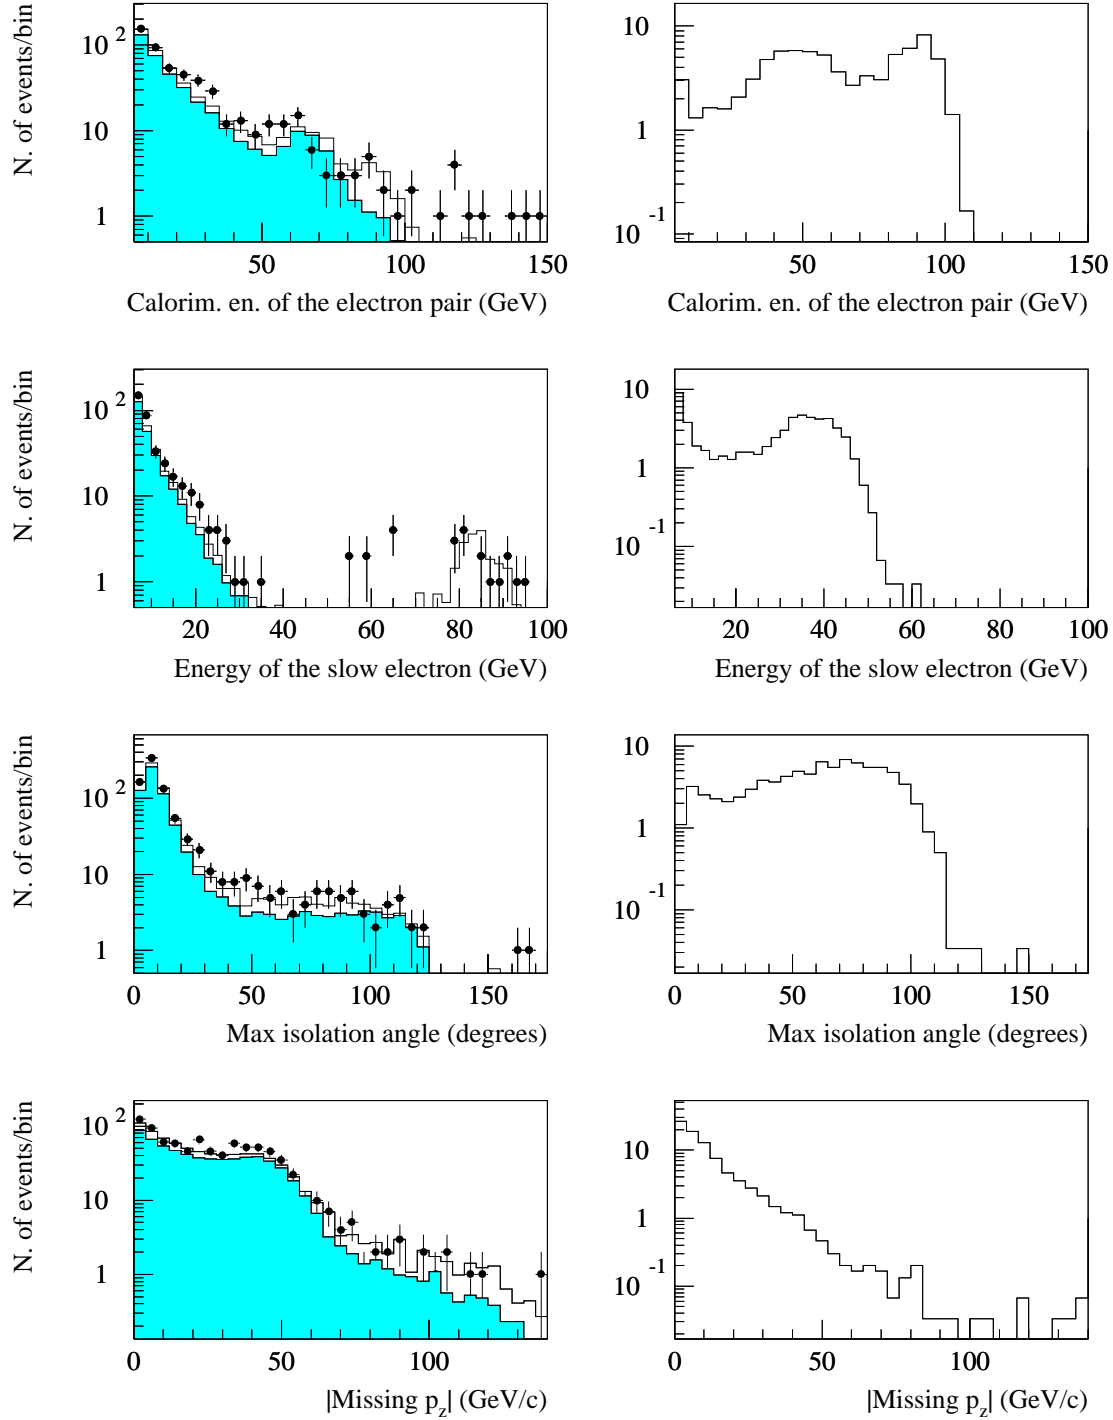 N. of events/bin
10 2
10
1
50 100 150
Calorim. en. of the electron pair (GeV)
10
1
10 -1
50 100 150
Calorim. en. of the electron pair (GeV)
N. of events/bin
10 2
10
1
20 40 60 80 100
Energy of the slow electron (GeV)
10
1
10 -1
20 40 60 80 100
Energy of the slow electron (GeV)
N. of events/bin
10 2
10
1
0 50 100 150
Max isolation angle (degrees)
10
1
10 -1
0 50 100 150
Max isolation angle (degrees)
N. of events/bin
10 2
10
1
0 50 100
|Missing pz| (GeV/c)
10
1
10 -1
0 50 100
|Missing pz| (GeV/c)